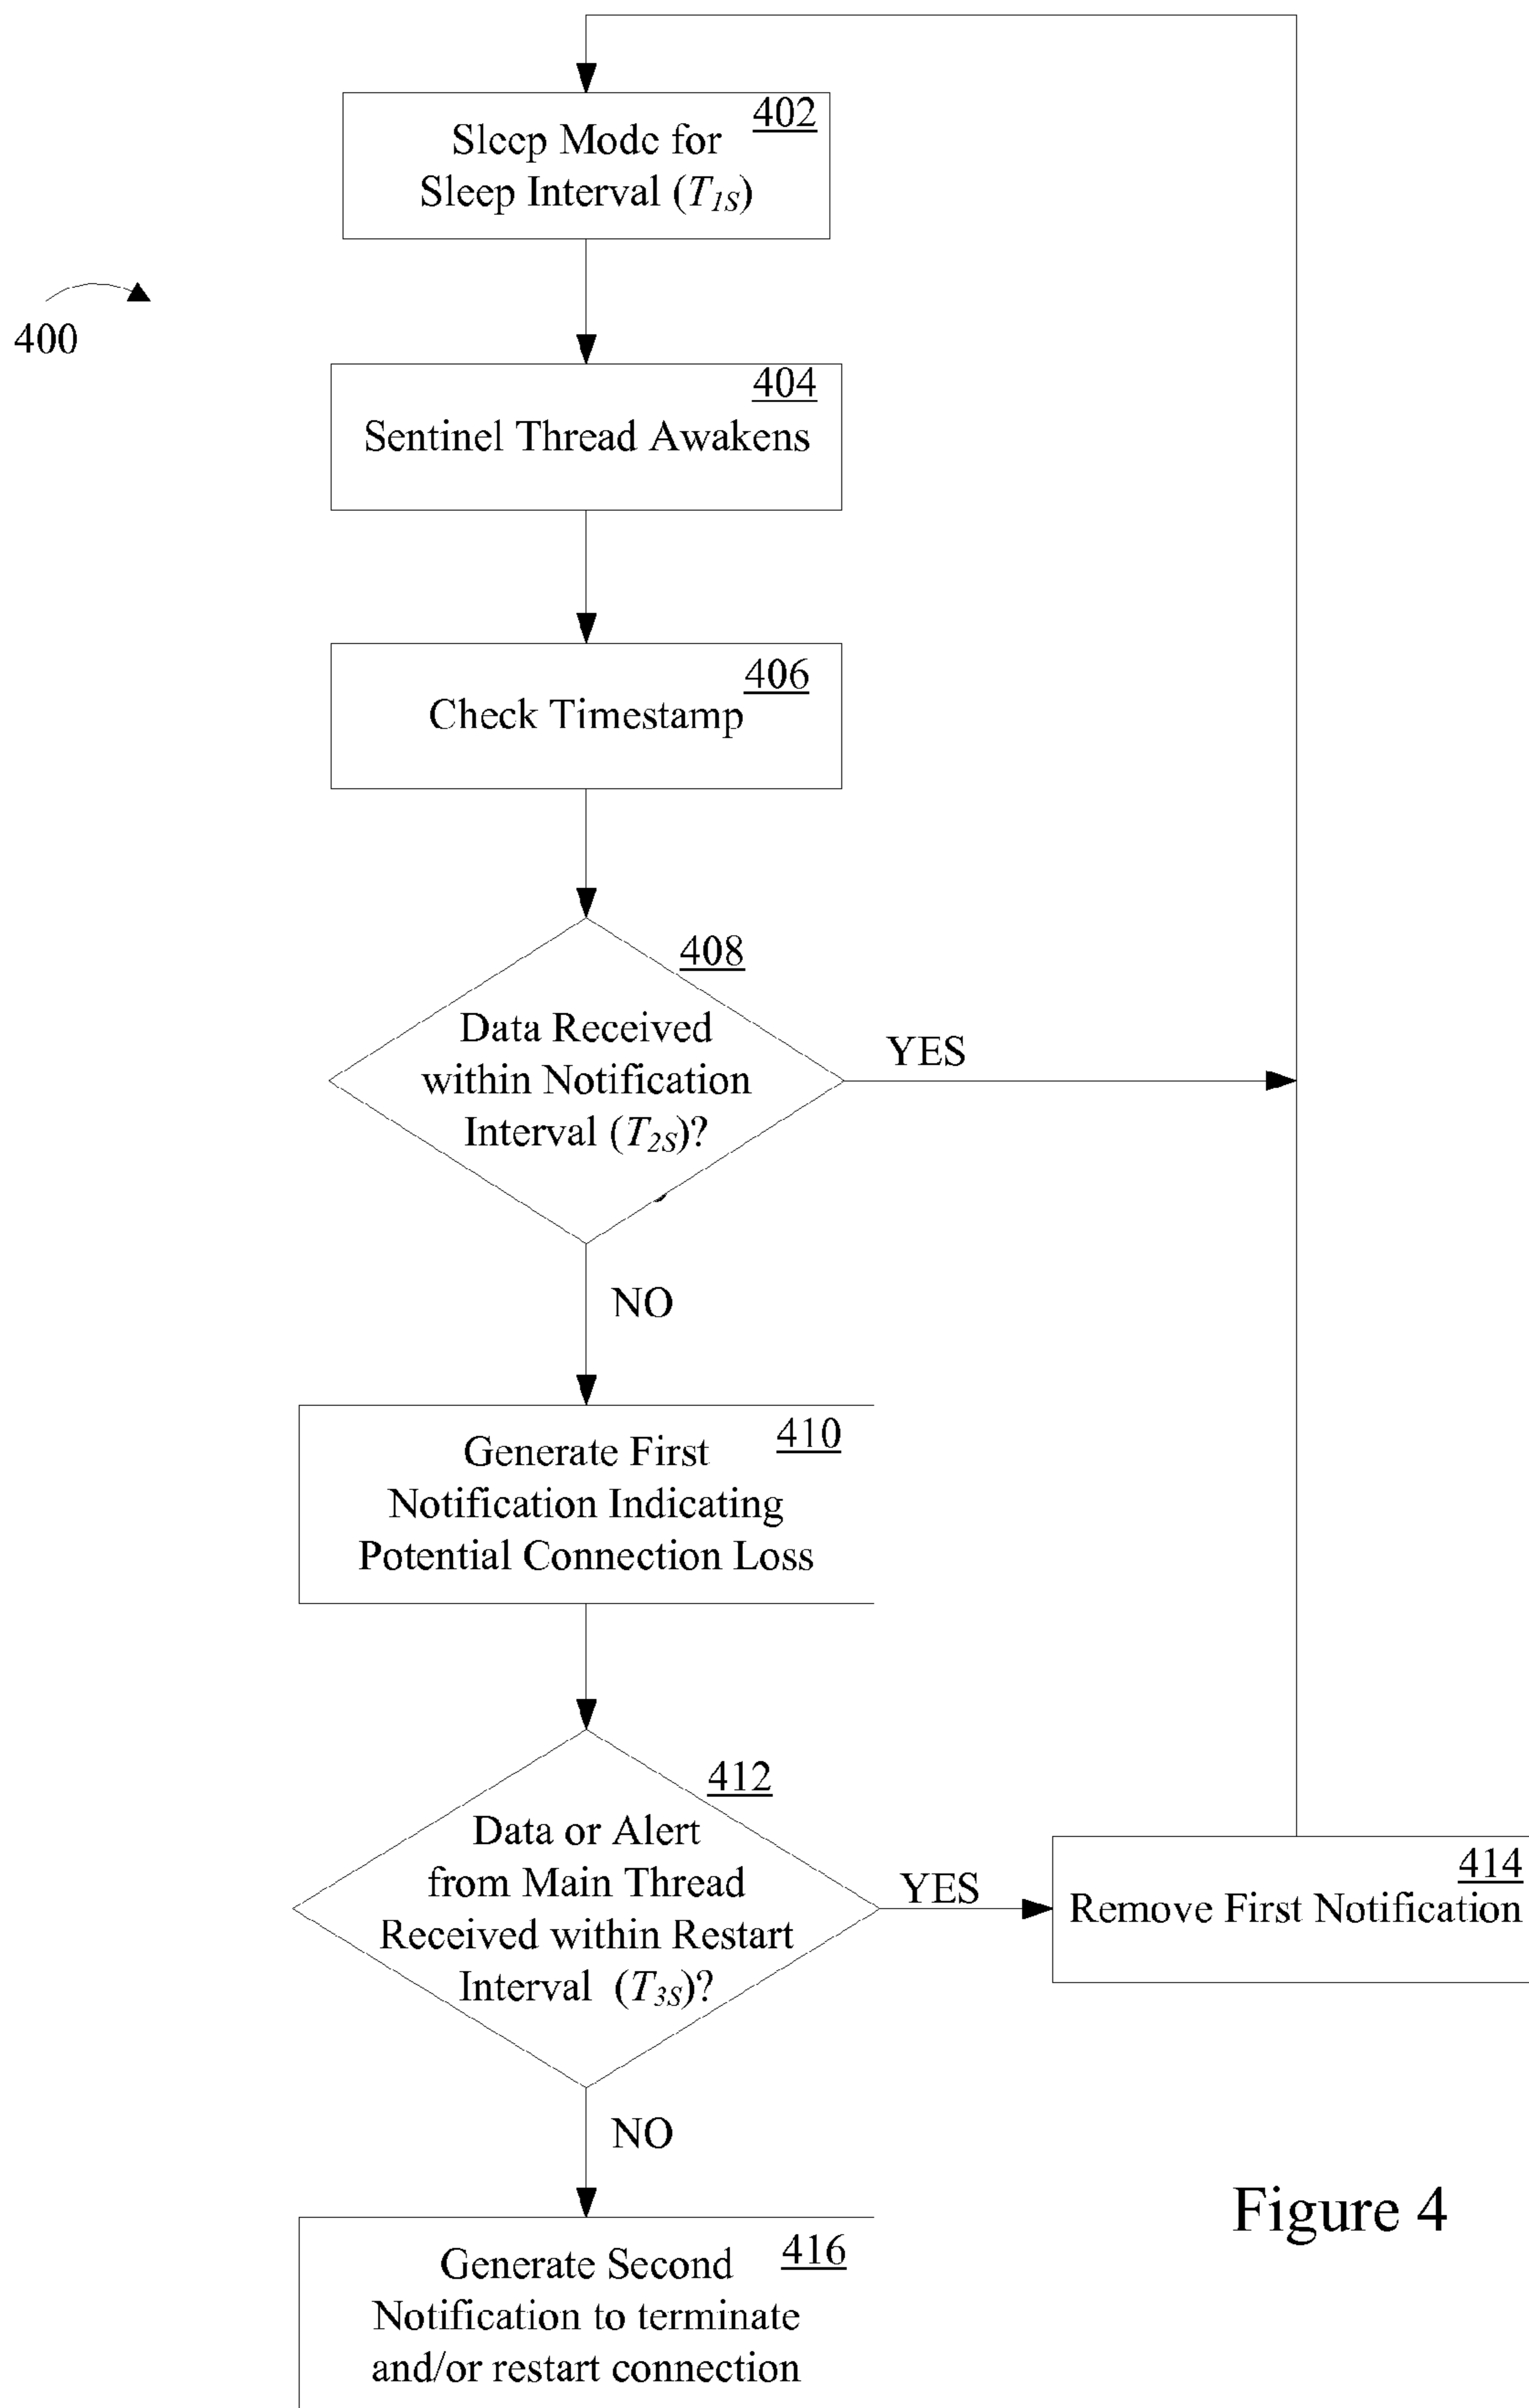 402
Sleep Mode for
Sleep Interval (T1S)
400
404
Sentinel Thread Awakens
406
Check Timestamp
408
Data Received
within Notification
Interval (T2S)?
YES
NO
410
Generate First
Notification Indicating
Potential Connection Loss
412
Data or Alert
from Main Thread
Received within Restart
Interval (T3S)?
YES
414
Remove First Notification
NO
416
Generate Second
Notification to terminate
and/or restart connection
Figure 4